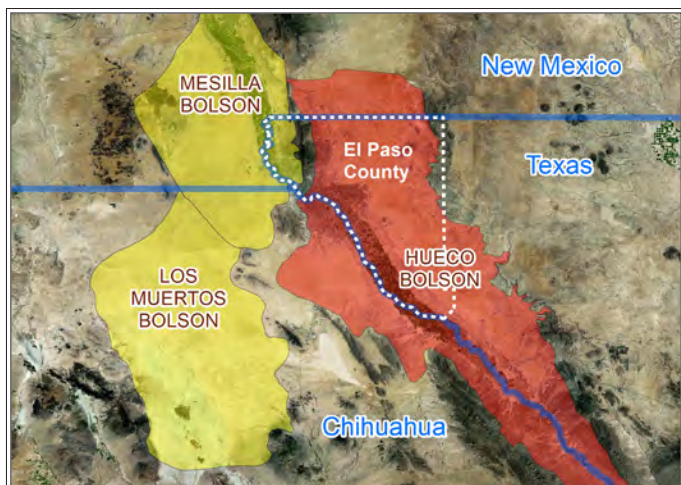 New Mexico
MESILLA
BOLSON
El Paso
County
Texas
HUECO
BOLSON
LOS
MUERTOS
BOLSON
Chihuahua